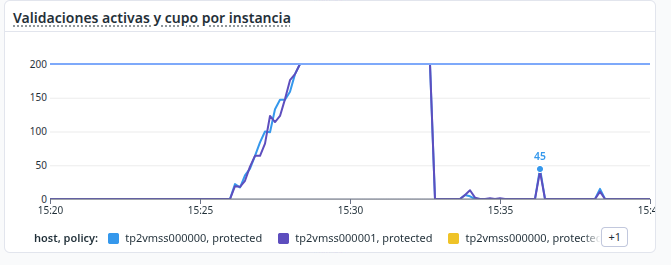 Validaciones activas y cupo por instancia
200
150
100
50
0
45
15:20 15:25 15:30 15:35 15:4
host, policy: tp2vmss000000, protected tp2vmss000001, protected tp2vmss000000, protecte +1